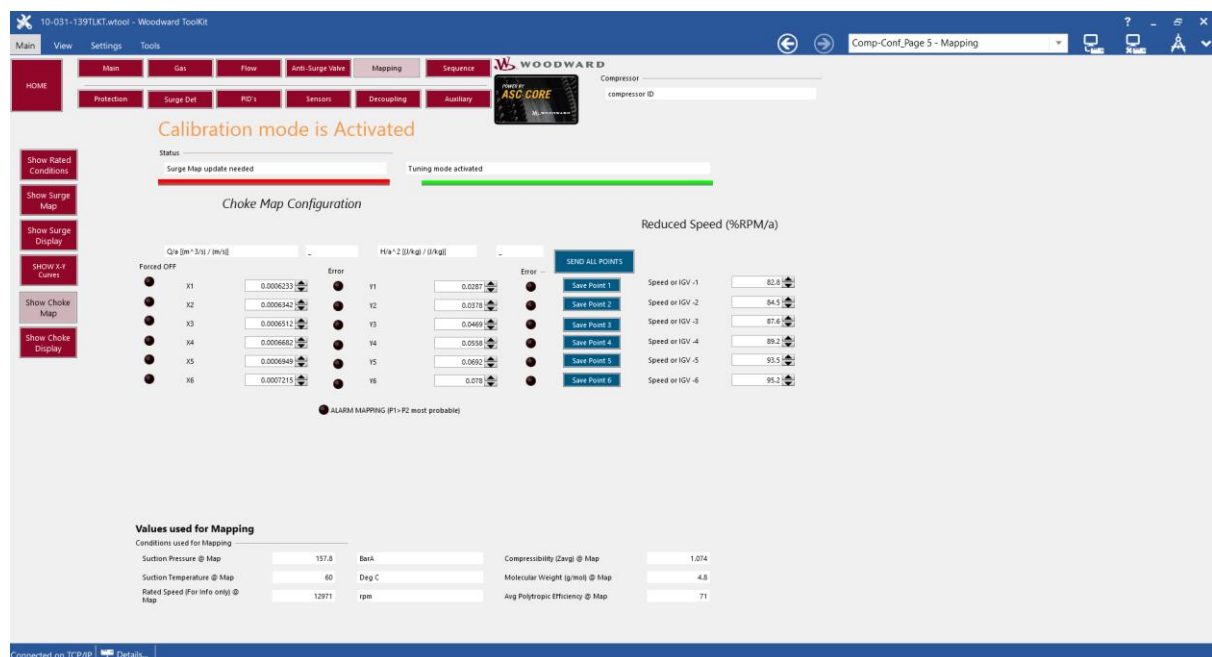 10-031-139TLKT.wtool - Woodward ToolKit
? - x
Main View Settings Tools
Comp-Conf_Page 5 - Mapping
HOME
Main Gas Flow Anti-Surge Valve Mapping Sequence
WOODWARD
Protection Surge Det PID's Sensors Decoupling Auxiliary
POWER BY
ASC CORE
Compressor
compressor ID
Calibration mode is Activated
Status
Surge Map update needed Tuning mode activated
Show Rated Conditions
Show Surge Map
Show Surge Display
SHOW X-Y Curves
Show Choke Map
Show Choke Display
Choke Map Configuration
Reduced Speed (%RPM/a)
Q/a [(m^3/s) / (m/s)] _ H/a^2 [(J/kg) / (J/kg)] _ SEND ALL POINTS
Forced OFF Error Error
X1 0.0006233 Y1 0.0287 Save Point 1 Speed or IGV -1 82.8
X2 0.0006342 Y2 0.0378 Save Point 2 Speed or IGV -2 84.5
X3 0.0006512 Y3 0.0469 Save Point 3 Speed or IGV -3 87.6
X4 0.0006682 Y4 0.0558 Save Point 4 Speed or IGV -4 89.2
X5 0.0006949 Y5 0.0692 Save Point 5 Speed or IGV -5 93.5
X6 0.0007215 Y6 0.078 Save Point 6 Speed or IGV -6 95.2
ALARM MAPPING (P1>P2 most probable)
Values used for Mapping
Conditions used for Mapping
Suction Pressure @ Map 157.8 BarA Compressibility (Zavg) @ Map 1.074
Suction Temperature @ Map 60 Deg C Molecular Weight (g/mol) @ Map 4.8
Rated Speed (For Info only) @ Map 12971 rpm Avg Polytropic Efficiency @ Map 71
Connected on TCP/IP Details...